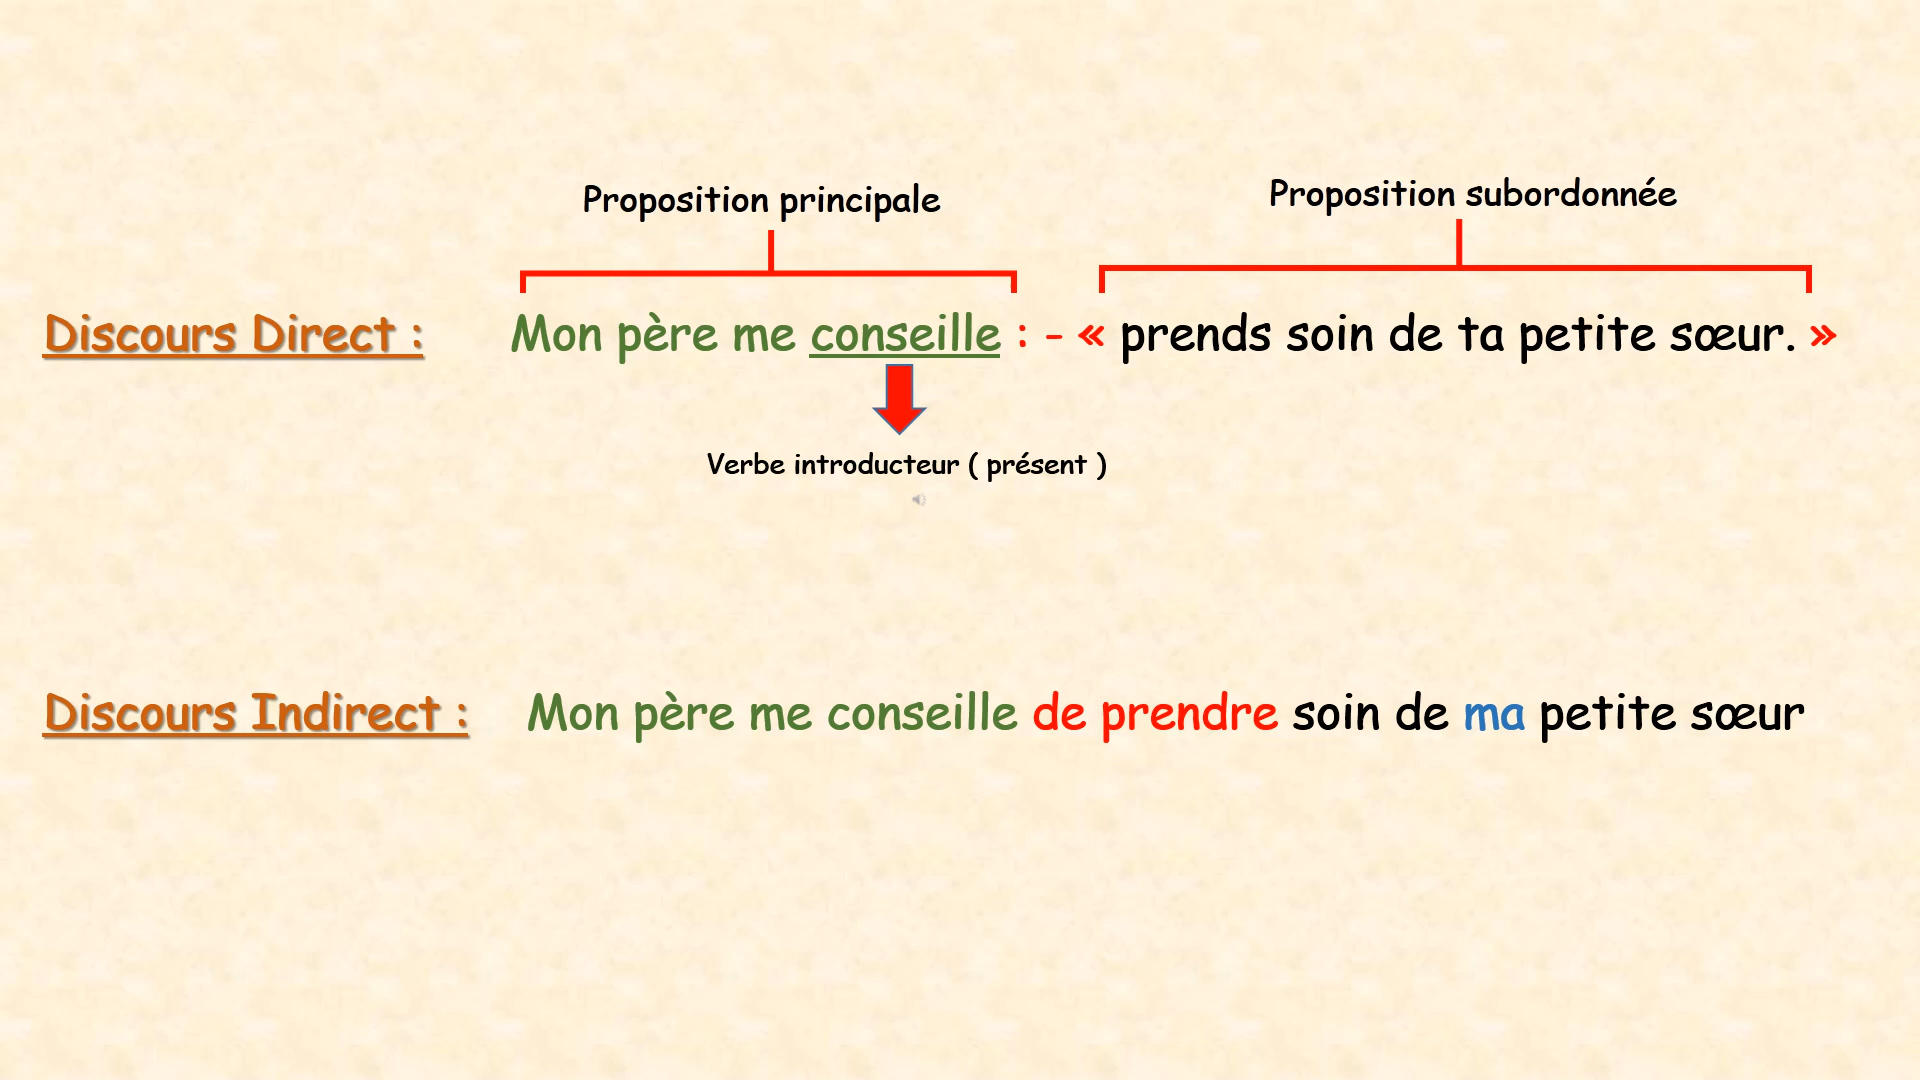 Proposition principale
Proposition subordonnée
Discours Direct : Mon père me conseille : - « prends soin de ta petite sœur. »
Verbe introducteur ( présent )
Discours Indirect : Mon père me conseille de prendre soin de ma petite sœur